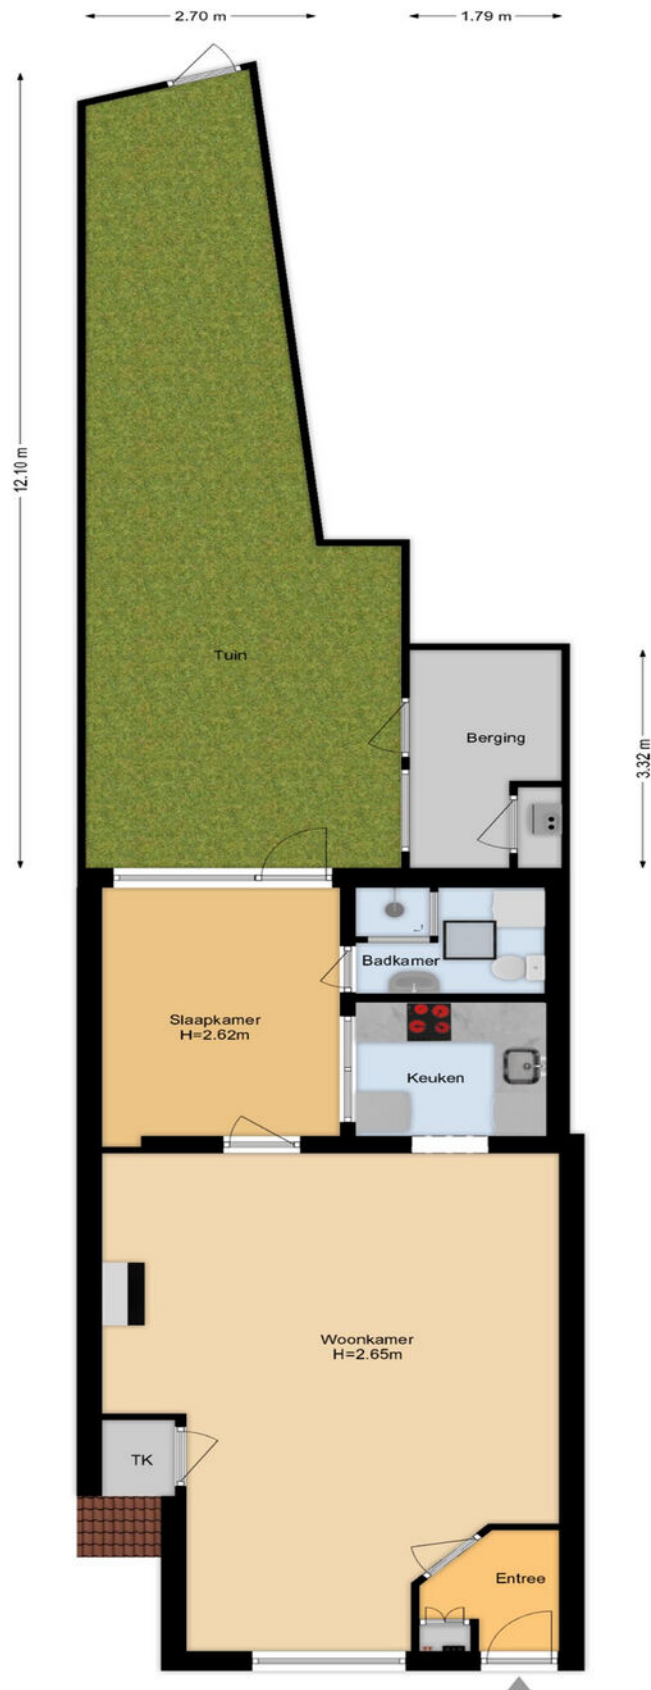 2.70 m
1.79 m
12.10 m
Tuin
Berging
3.32 m
Badkamer
Slaapkamer
H=2.62m
Keuken
Woonkamer
H=2.65m
TK
Entree